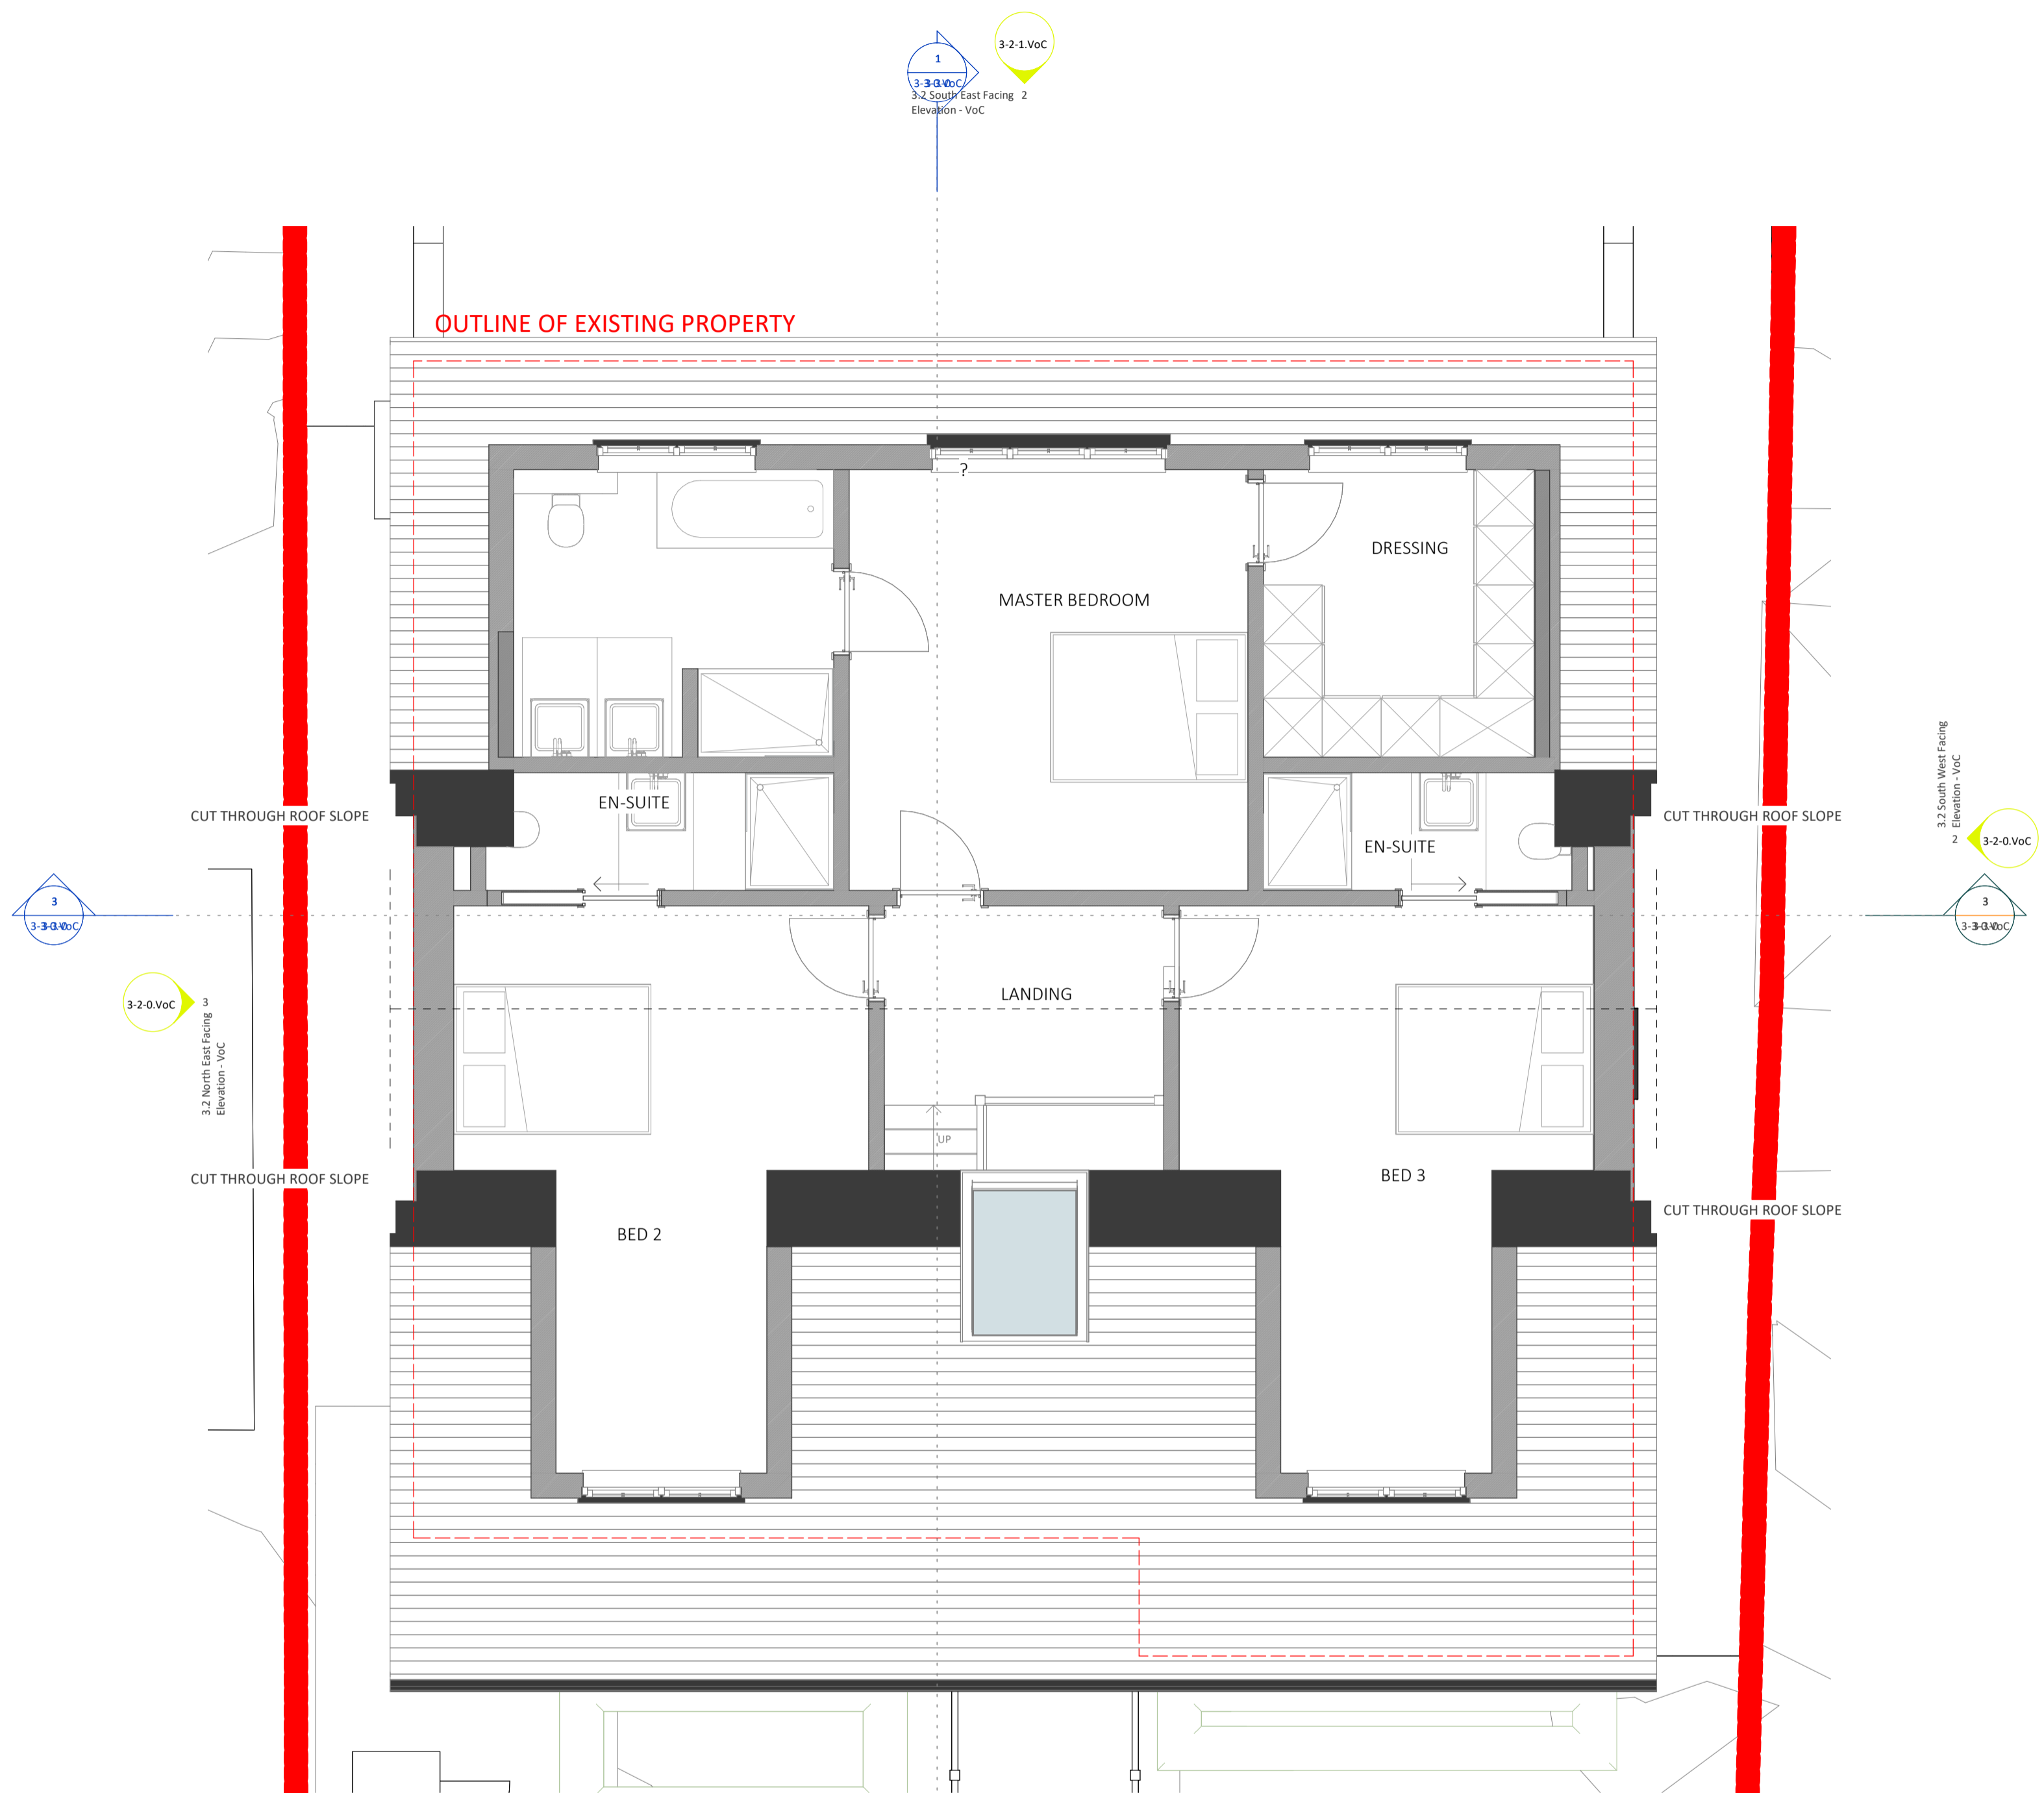 3-2-1.VoC
1
3.2 South East Facing 2
Elevation - VoC
OUTLINE OF EXISTING PROPERTY
?
DRESSING
MASTER BEDROOM
EN-SUITE
EN-SUITE
CUT THROUGH ROOF SLOPE
CUT THROUGH ROOF SLOPE
3.2 South West Facing
Elevation - VoC
2
3-2-0.VoC
3
3
3-2-0.VoC
3
3.2 North East Facing
Elevation - VoC
LANDING
UP
CUT THROUGH ROOF SLOPE
CUT THROUGH ROOF SLOPE
BED 3
BED 2